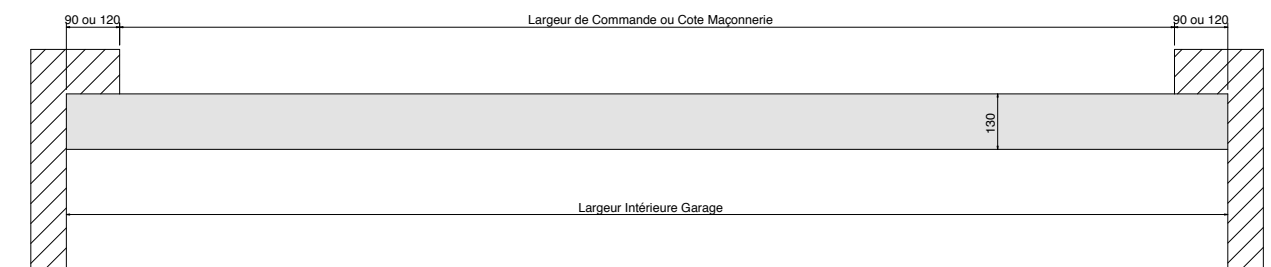 90 ou 120 Largeur de Commande ou Cote Maçonnerie 90 ou 120
130
Largeur Intérieure Garage